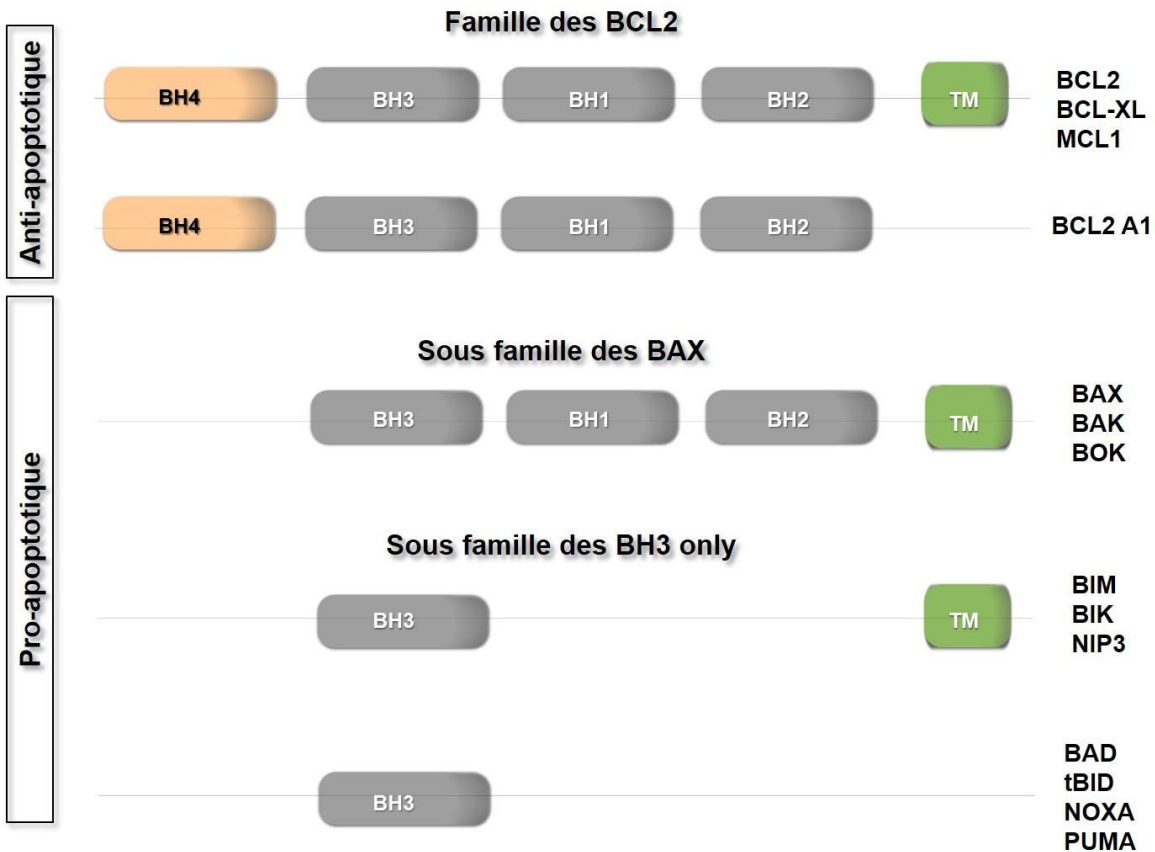 Famille des BCL2
Anti-apoptotique
BH4 BH3 BH1 BH2 TM
BCL2
BCL-XL
MCL1
BH4 BH3 BH1 BH2
BCL2 A1
Pro-apoptotique
Sous famille des BAX
BH3 BH1 BH2 TM
BAX
BAK
BOK
Sous famille des BH3 only
BH3 TM
BIM
BIK
NIP3
BH3
BAD
tBID
NOXA
PUMA